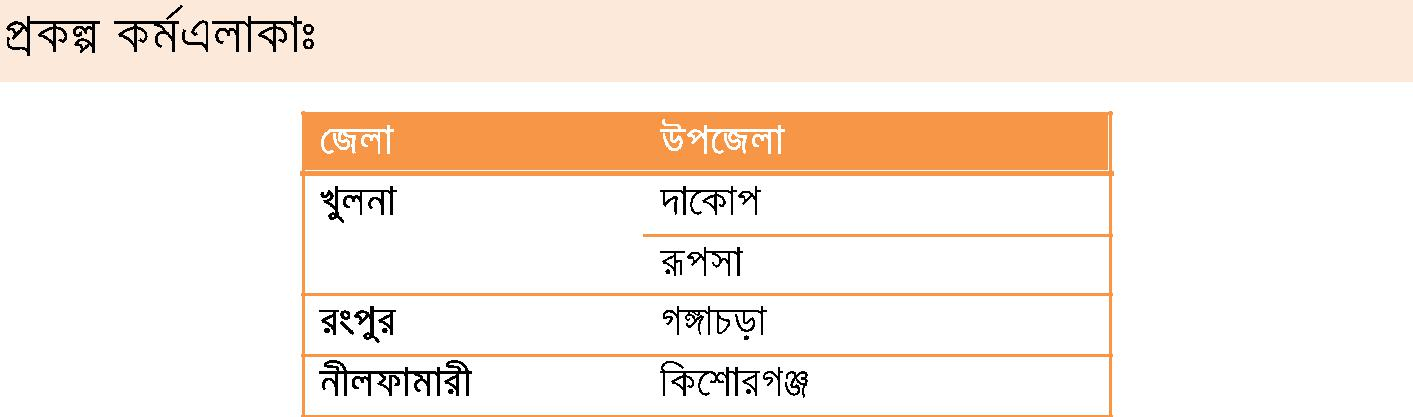 প্রকল্প কর্মএলাকাঃ
জেলা উপজেলা
খুলনা দাকোপ
রূপসা
রংপুর গঙ্গাচড়া
নীলফামারী কিশোরগঞ্জ